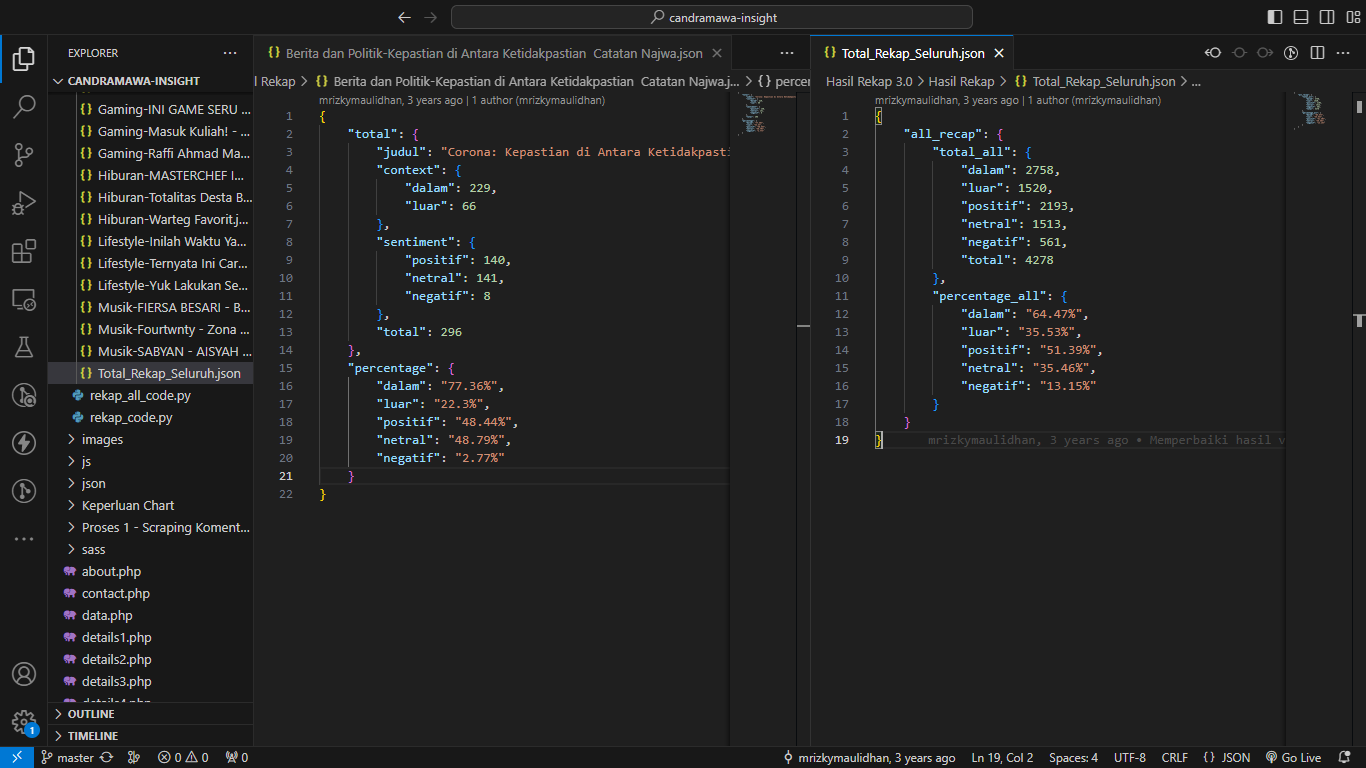 candramawa-insight
EXPLORER
CANDRAMAWA-INSIGHT
Gaming-INI GAME SERU ...
Gaming-Masuk Kuliah! - ...
Gaming-Raffi Ahmad Ma...
Hiburan-MASTERCHEF I...
Hiburan-Totalitas Desta B...
Hiburan-Warteg Favorit.j...
Lifestyle-Inilah Waktu Ya...
Lifestyle-Ternyata Ini Car...
Lifestyle-Yuk Lakukan Se...
Musik-FIERSA BESARI - B...
Musik-Fourtwnty - Zona ...
Musik-SABYAN - AISYAH ...
Total_Rekap_Seluruh.json
rekap_all_code.py
rekap_code.py
images
js
json
Keperluan Chart
Proses 1 - Scraping Koment...
sass
about.php
contact.php
data.php
details1.php
details2.php
details3.php
details4.php
OUTLINE
TIMELINE
Berita dan Politik-Kepastian di Antara Ketidakpastian Catatan Najwa.json
l Rekap > Berita dan Politik-Kepastian di Antara Ketidakpastian Catatan Najwa.j... > {} percer
mrizkymaulidhan, 3 years ago | 1 author (mrizkymaulidhan)
1 {
2 "total": {
3 "judul": "Corona: Kepastian di Antara Ketidakpasti
4 "context": {
5 "dalam": 229,
6 "luar": 66
7 },
8 "sentiment": {
9 "positif": 140,
10 "netral": 141,
11 "negatif": 8
12 },
13 "total": 296
14 },
15 "percentage": {
16 "dalam": "77.36%",
17 "luar": "22.3%",
18 "positif": "48.44%",
19 "netral": "48.79%",
20 "negatif": "2.77%"
21 }
22 }
Total_Rekap_Seluruh.json
Hasil Rekap 3.0 > Hasil Rekap > Total_Rekap_Seluruh.json > ...
mrizkymaulidhan, 3 years ago | 1 author (mrizkymaulidhan)
1 {
2 "all_recap": {
3 "total_all": {
4 "dalam": 2758,
5 "luar": 1520,
6 "positif": 2193,
7 "netral": 1513,
8 "negatif": 561,
9 "total": 4278
10 },
11 "percentage_all": {
12 "dalam": "64.47%",
13 "luar": "35.53%",
14 "positif": "51.39%",
15 "netral": "35.46%",
16 "negatif": "13.15%"
17 }
18 }
19 } mrizkymaulidhan, 3 years ago • Memperbaiki hasil v
1
master 0 0 0 mrizkymaulidhan, 3 years ago Ln 19, Col 2 Spaces: 4 UTF-8 CRLF {} JSON Go Live